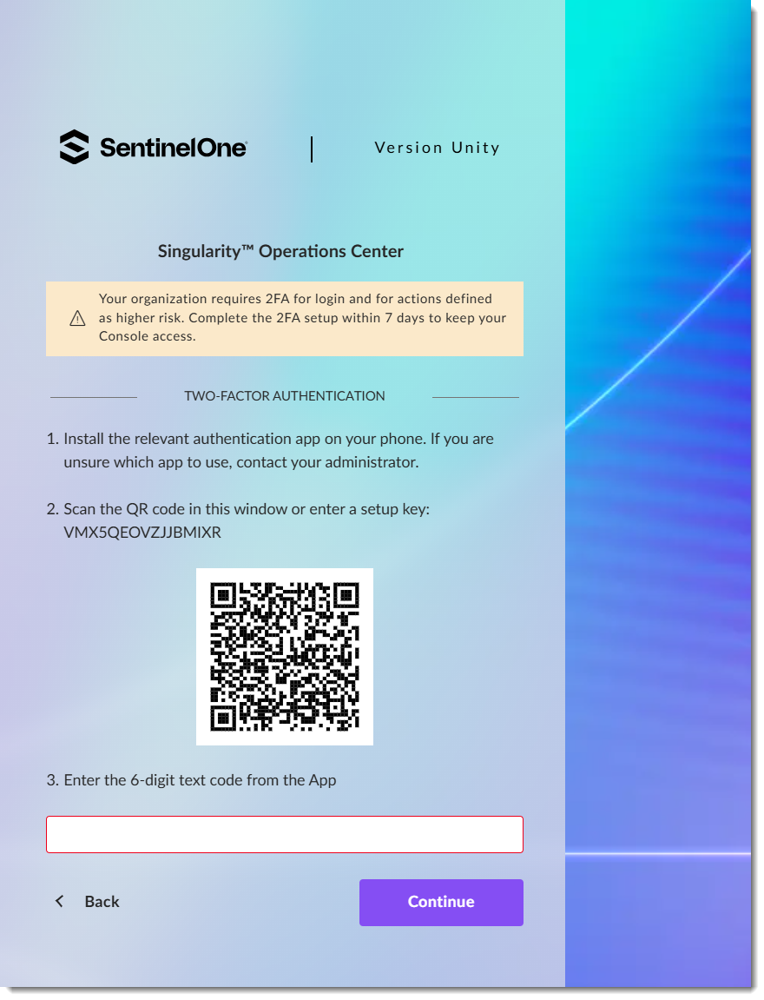 SentinelOne®
Version Unity
Singularity™ Operations Center
Your organization requires 2FA for login and for actions defined
as higher risk. Complete the 2FA setup within 7 days to keep your
Console access.
TWO-FACTOR AUTHENTICATION
1. Install the relevant authentication app on your phone. If you are
unsure which app to use, contact your administrator.
2. Scan the QR code in this window or enter a setup key:
VMX5QEOVZJJBMIXR
3. Enter the 6-digit text code from the App
Back
Continue